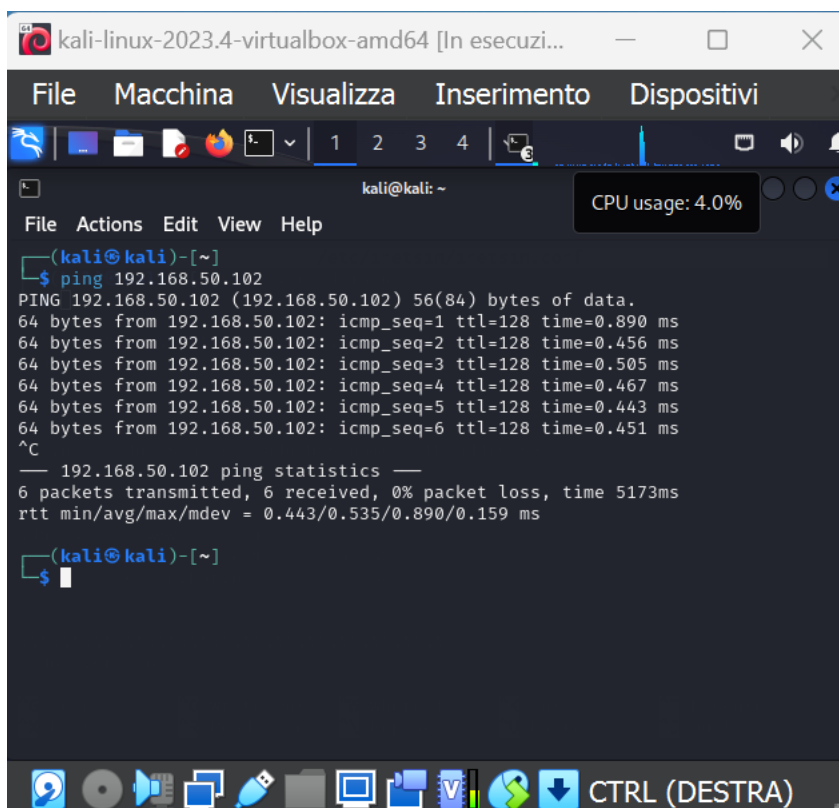 64
kali-linux-2023.4-virtualbox-amd64 [In esecuzi...
File Macchina Visualizza Inserimento Dispositivi
1 2 3 4 3
kali@kali: ~
CPU usage: 4.0%
File Actions Edit View Help
┌──(kali㉿kali)-[~]
└─$ ping 192.168.50.102
PING 192.168.50.102 (192.168.50.102) 56(84) bytes of data.
64 bytes from 192.168.50.102: icmp_seq=1 ttl=128 time=0.890 ms
64 bytes from 192.168.50.102: icmp_seq=2 ttl=128 time=0.456 ms
64 bytes from 192.168.50.102: icmp_seq=3 ttl=128 time=0.505 ms
64 bytes from 192.168.50.102: icmp_seq=4 ttl=128 time=0.467 ms
64 bytes from 192.168.50.102: icmp_seq=5 ttl=128 time=0.443 ms
64 bytes from 192.168.50.102: icmp_seq=6 ttl=128 time=0.451 ms
^C
--- 192.168.50.102 ping statistics ---
6 packets transmitted, 6 received, 0% packet loss, time 5173ms
rtt min/avg/max/mdev = 0.443/0.535/0.890/0.159 ms
┌──(kali㉿kali)-[~]
└─$
V CTRL (DESTRA)